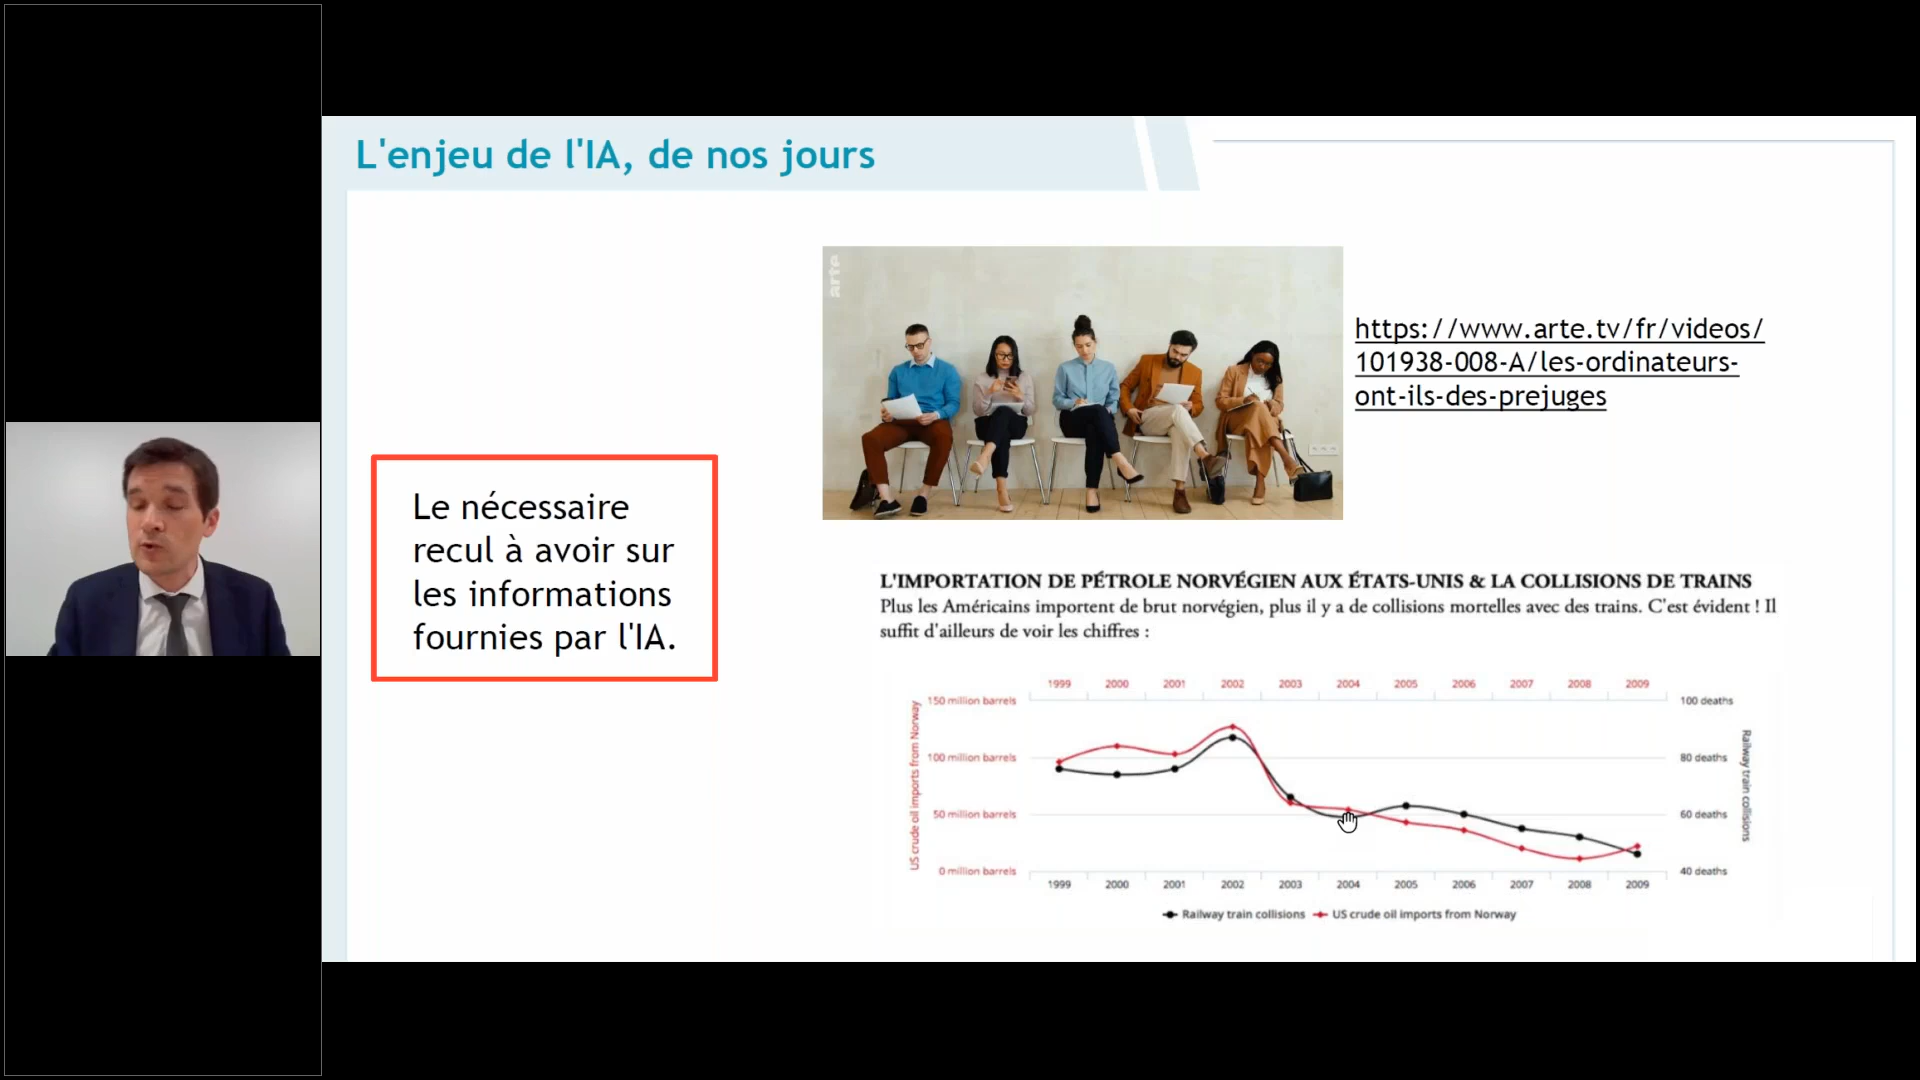 L'enjeu de l'IA, de nos jours
arte
https://www.arte.tv/fr/videos/
101938-008-A/les-ordinateurs-
ont-ils-des-prejuges
Le nécessaire
recul à avoir sur
les informations
fournies par l'IA.
L'IMPORTATION DE PÉTROLE NORVÉGIEN AUX ÉTATS-UNIS & LA COLLISIONS DE TRAINS
Plus les Américains importent de brut norvégien, plus il y a de collisions mortelles avec des trains. C'est évident ! Il
suffit d'ailleurs de voir les chiffres :
1999 2000 2001 2002 2003 2004 2005 2006 2007 2008 2009
150 million barrels 100 deaths
100 million barrels 80 deaths
50 million barrels 60 deaths
0 million barrels 40 deaths
US crude oil imports from Norway
Railway train collisions
1999 2000 2001 2002 2003 2004 2005 2006 2007 2008 2009
Railway train collisions US crude oil imports from Norway